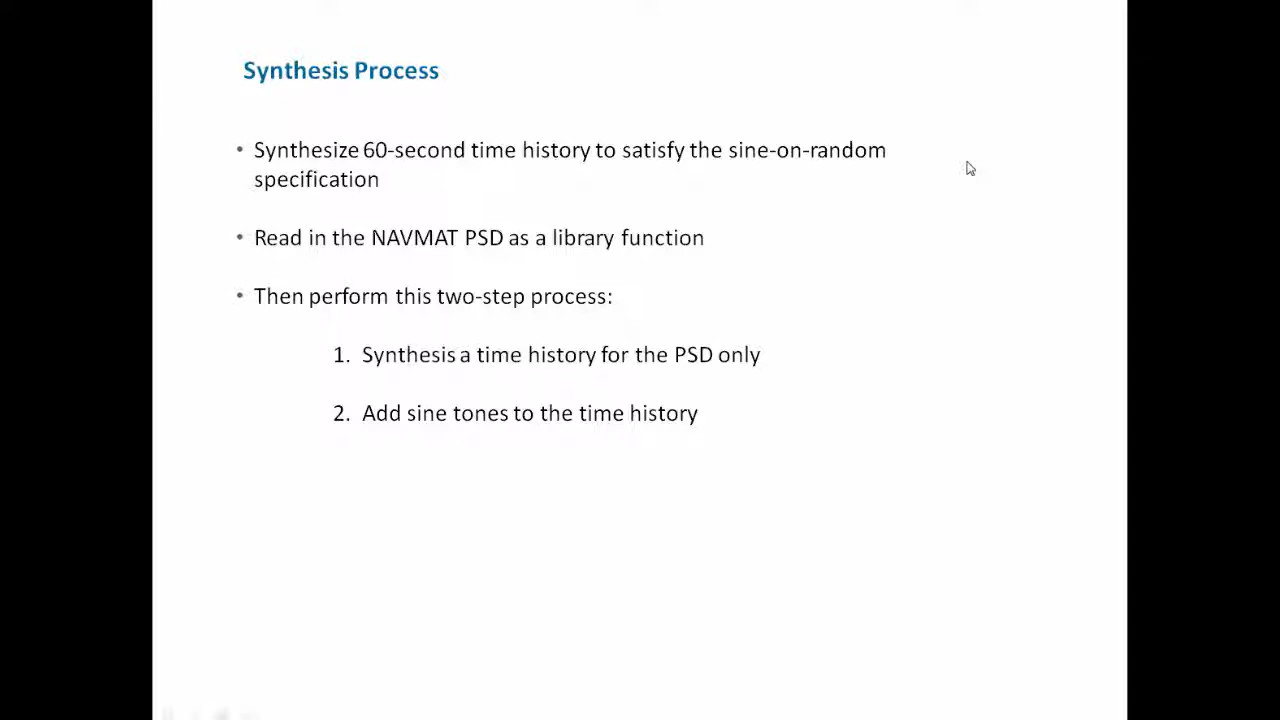 Synthesis Process
• Synthesize 60-second time history to satisfy the sine-on-random
specification
• Read in the NAVMAT PSD as a library function
• Then perform this two-step process:
1. Synthesis a time history for the PSD only
2. Add sine tones to the time history